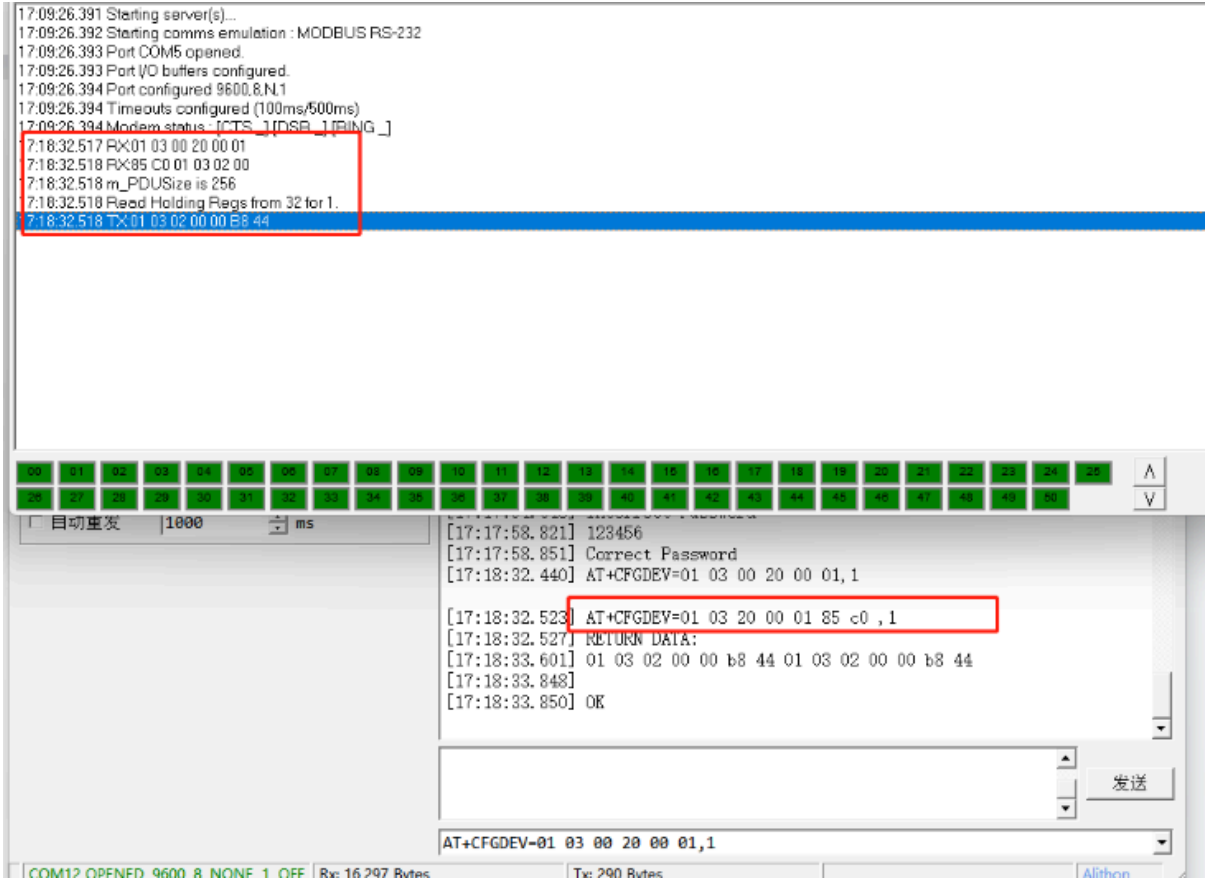 17:09:26.391 Starting server(s)...
17:09:26.392 Starting comms emulation : MODBUS RS-232
17:09:26.393 Port COM5 opened.
17:09:26.393 Port I/O buffers configured.
17:09:26.394 Port configured 9600,8,N,1
17:09:26.394 Timeouts configured (100ms/500ms)
17:09:26.394 Modem status : [CTS _] [DSR _] [RING _]
7:18:32.517 RX:01 03 00 20 00 01
7:18:32.518 RX:85 C0 01 03 02 00
7:18:32.518 m_PDUSize is 256
7:18:32.518 Read Holding Regs from 32 for 1.
7:18:32.518 TX:01 03 02 00 00 B8 44
00 01 02 03 04 05 06 07 08 09 10 11 12 13 14 15 16 17 18 19 20 21 22 23 24 25 Λ
26 27 28 29 30 31 32 33 34 35 36 37 38 39 40 41 42 43 44 45 46 47 48 49 50 V
自动重发 1000 ms
[17:17:58.821] 123456
[17:17:58.851] Correct Password
[17:18:32.440] AT+CFGDEV=01 03 00 20 00 01,1
[17:18:32.523] AT+CFGDEV=01 03 20 00 01 85 c0 ,1
[17:18:32.527] RETURN DATA:
[17:18:33.601] 01 03 02 00 00 b8 44 01 03 02 00 00 b8 44
[17:18:33.848]
[17:18:33.850] OK
发送
AT+CFGDEV=01 03 00 20 00 01,1
COM12 OPENED 9600 8 NONE 1 OFF Rx: 16,297 Bytes Tx: 290 Bytes Alithon